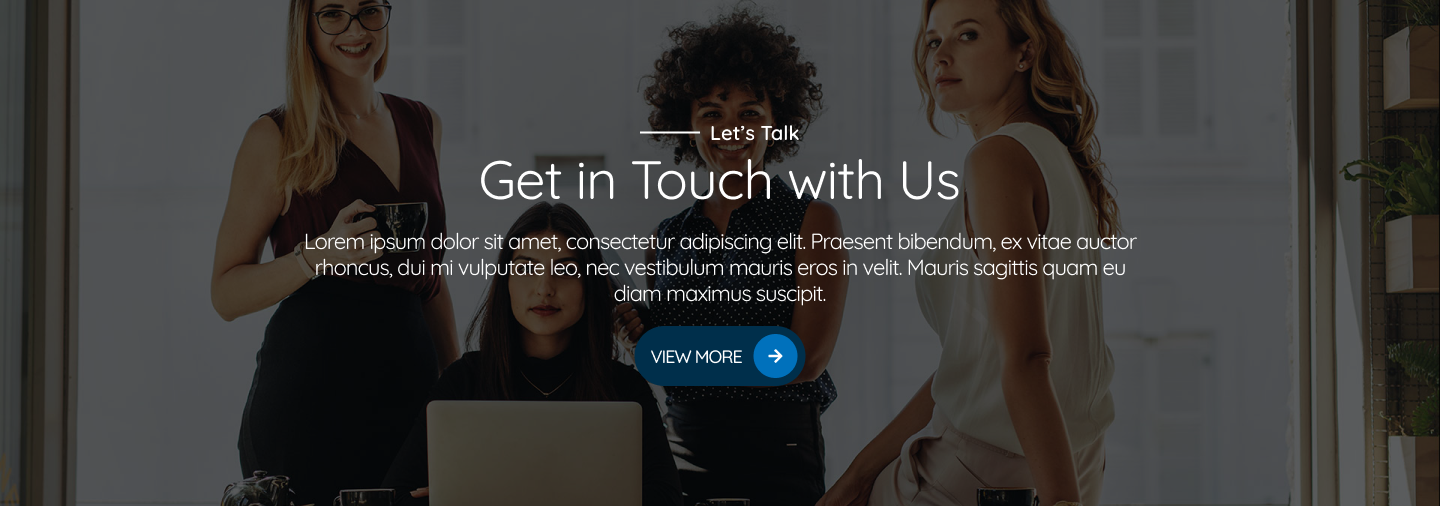 Let's Talk
Get in Touch with Us
Lorem ipsum dolor sit amet, consectetur adipiscing elit. Praesent bibendum, ex vitae auctor
rhoncus, dui mi vulputate leo, nec vestibulum mauris eros in velit. Mauris sagittis quam eu
diam maximus suscipit.
VIEW MORE